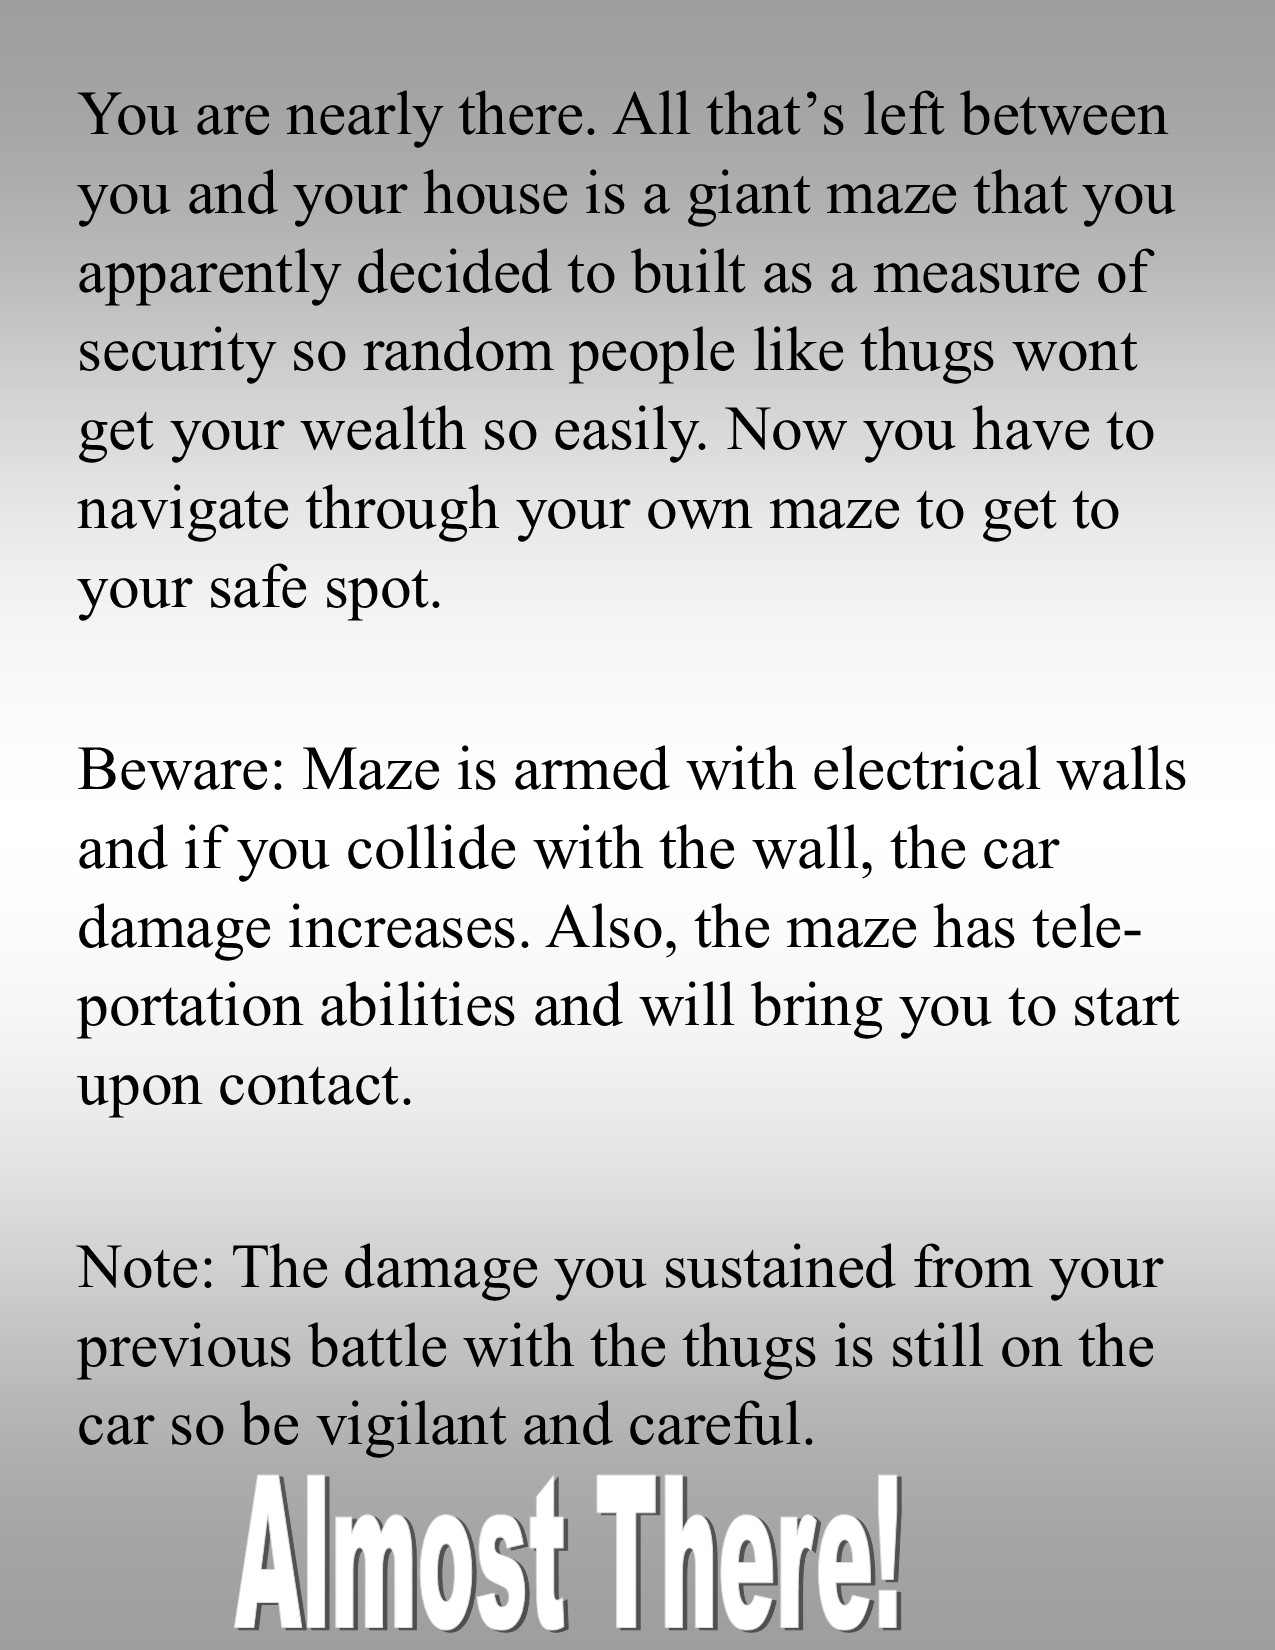 You are nearly there. All that’s left between
you and your house is a giant maze that you
apparently decided to built as a measure of
security so random people like thugs wont
get your wealth so easily. Now you have to
navigate through your own maze to get to
your safe spot.
Beware: Maze is armed with electrical walls
and if you collide with the wall, the car
damage increases. Also, the maze has tele-
portation abilities and will bring you to start
upon contact.
Note: The damage you sustained from your
previous battle with the thugs is still on the
car so be vigilant and careful.
Almost There!